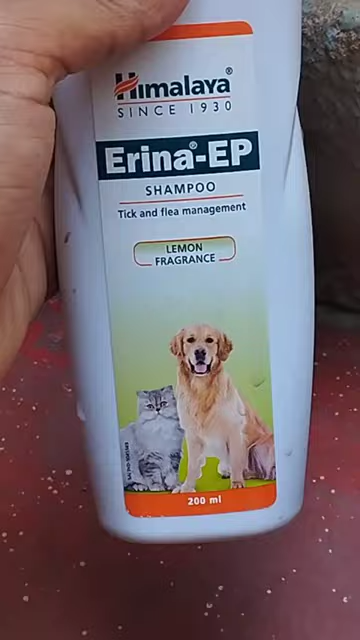 Himalaya®
SINCE 1930
Erina®-EP
SHAMPOO
Tick and flea management
LEMON
FRAGRANCE
200 ml